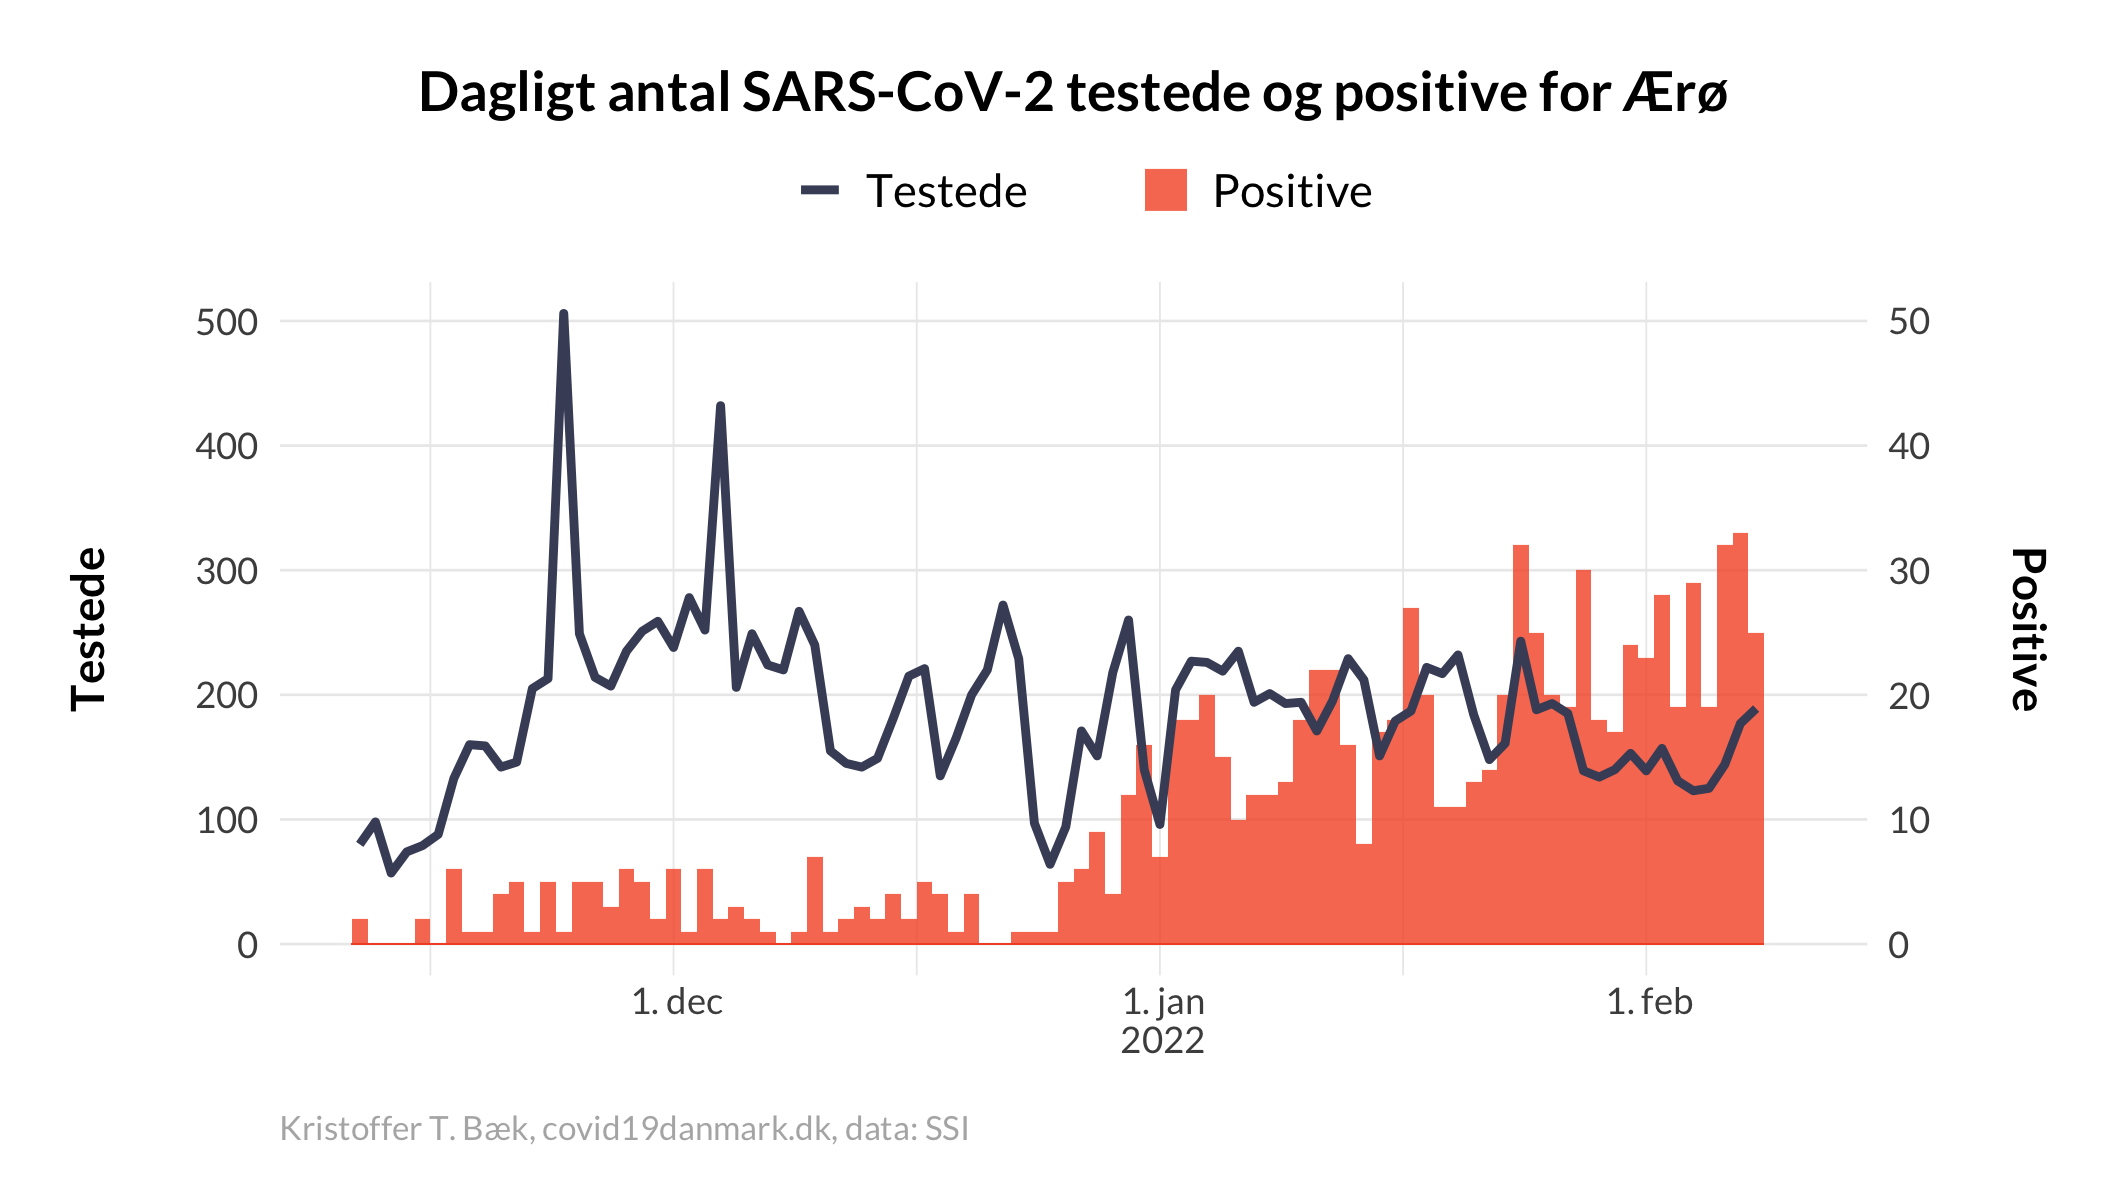 Dagligt antal SARS-CoV-2 testede og positive for Ærø
Testede
Positive
500
400
300
200
100
0
Testede
50
40
30
20
10
0
Positive
1. dec
1. jan
2022
1. feb
Kristoffer T. Bæk, covid19danmark.dk, data: SSI